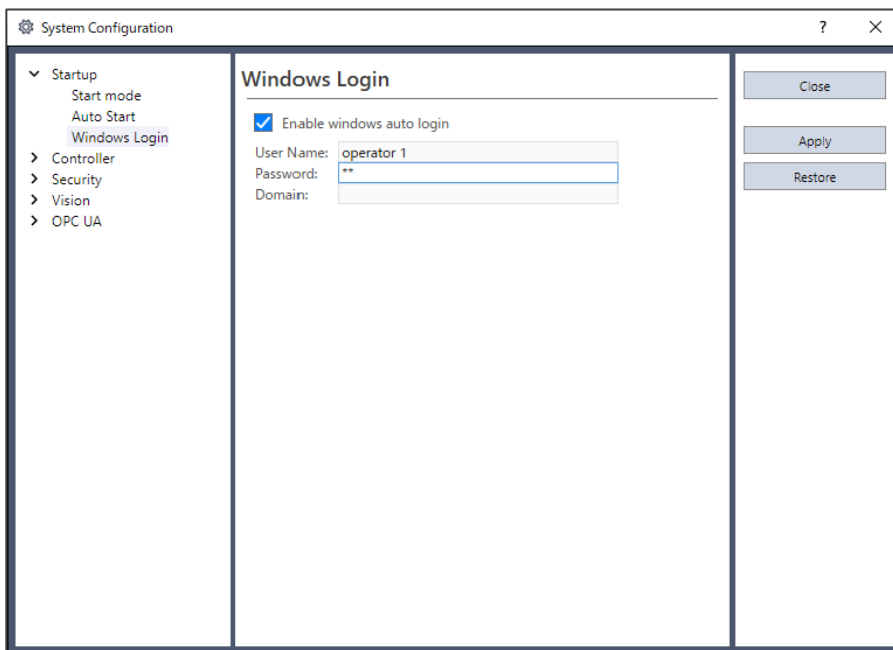 System Configuration
?
Startup
Start mode
Auto Start
Windows Login
Controller
Security
Vision
OPC UA
Windows Login
Enable windows auto login
User Name: operator 1
Password: **
Domain:
Close
Apply
Restore